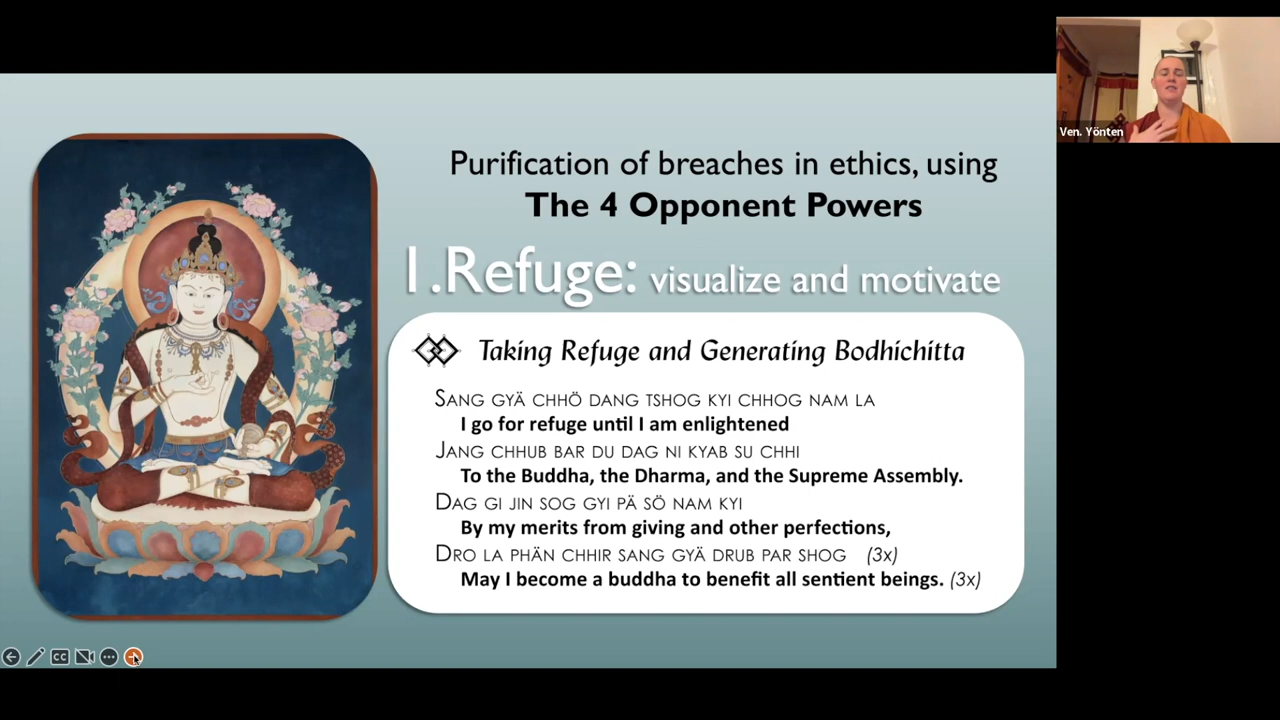 Purification of breaches in ethics, using
The 4 Opponent Powers
1.Refuge: visualize and motivate
Taking Refuge and Generating Bodhichitta
SANG GYÄ CHHÖ DANG TSHOG KYI CHHOG NAM LA
I go for refuge until I am enlightened
JANG CHHUB BAR DU DAG NI KYAB SU CHHI
To the Buddha, the Dharma, and the Supreme Assembly.
DAG GI JIN SOG GYI PÄ SÖ NAM KYI
By my merits from giving and other perfections,
DRO LA PHÄN CHHIR SANG GYÄ DRUB PAR SHOG (3x)
May I become a buddha to benefit all sentient beings. (3x)
Ven. Yönten
CC